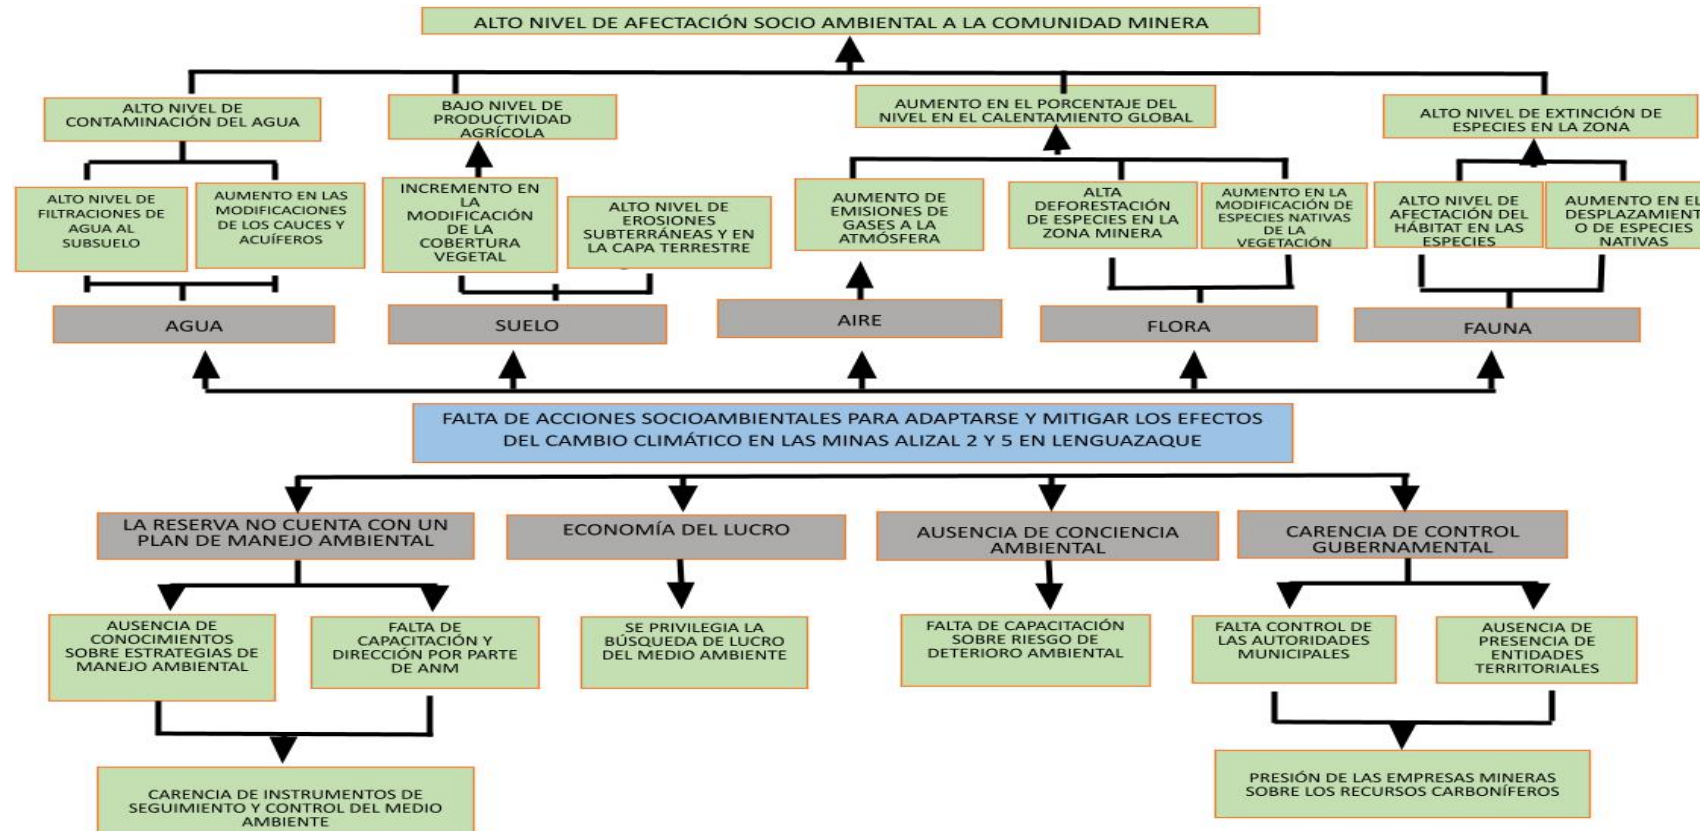 ALTO NIVEL DE AFECTACIÓN SOCIO AMBIENTAL A LA COMUNIDAD MINERA
ALTO NIVEL DE
CONTAMINACIÓN DEL AGUA
BAJO NIVEL DE
PRODUCTIVIDAD
AGRÍCOLA
AUMENTO EN EL PORCENTAJE DEL
NIVEL EN EL CALENTAMIENTO GLOBAL
ALTO NIVEL DE EXTINCIÓN DE
ESPECIES EN LA ZONA
ALTO NIVEL DE
FILTRACIONES DE
AGUA AL
SUBSUELO
AUMENTO EN LAS
MODIFICACIONES
DE LOS CAUCES Y
ACUÍFEROS
INCREMENTO EN
LA
MODIFICACIÓN
DE LA
COBERTURA
VEGETAL
ALTO NIVEL DE
EROSIONES
SUBTERRÁNEAS Y EN
LA CAPA TERRESTRE
AUMENTO DE
EMISIONES DE
GASES A LA
ATMÓSFERA
ALTA
DEFORESTACIÓN
DE ESPECIES EN LA
ZONA MINERA
AUMENTO EN LA
MODIFICACIÓN DE
ESPECIES NATIVAS
DE LA
VEGETACIÓN
ALTO NIVEL DE
AFECTACIÓN DEL
HÁBITAT EN LAS
ESPECIES
AUMENTO EN EL
DESPLAZAMIENT
O DE ESPECIES
NATIVAS
AGUA
SUELO
AIRE
FLORA
FAUNA
FALTA DE ACCIONES SOCIOAMBIENTALES PARA ADAPTARSE Y MITIGAR LOS EFECTOS
DEL CAMBIO CLIMÁTICO EN LAS MINAS ALIZAL 2 Y 5 EN LENGUAZAQUE
LA RESERVA NO CUENTA CON UN
PLAN DE MANEJO AMBIENTAL
ECONOMÍA DEL LUCRO
AUSENCIA DE CONCIENCIA
AMBIENTAL
CARENCIA DE CONTROL
GUBERNAMENTAL
AUSENCIA DE
CONOCIMIENTOS
SOBRE ESTRATEGIAS DE
MANEJO AMBIENTAL
FALTA DE
CAPACITACIÓN Y
DIRECCIÓN POR PARTE
DE ANM
SE PRIVILEGIA LA
BÚSQUEDA DE LUCRO
DEL MEDIO AMBIENTE
FALTA DE CAPACITACIÓN
SOBRE RIESGO DE
DETERIORO AMBIENTAL
FALTA CONTROL DE
LAS AUTORIDADES
MUNICIPALES
AUSENCIA DE
PRESENCIA DE
ENTIDADES
TERRITORIALES
CARENCIA DE INSTRUMENTOS DE
SEGUIMIENTO Y CONTROL DEL MEDIO
AMBIENTE
PRESIÓN DE LAS EMPRESAS MINERAS
SOBRE LOS RECURSOS CARBONÍFEROS